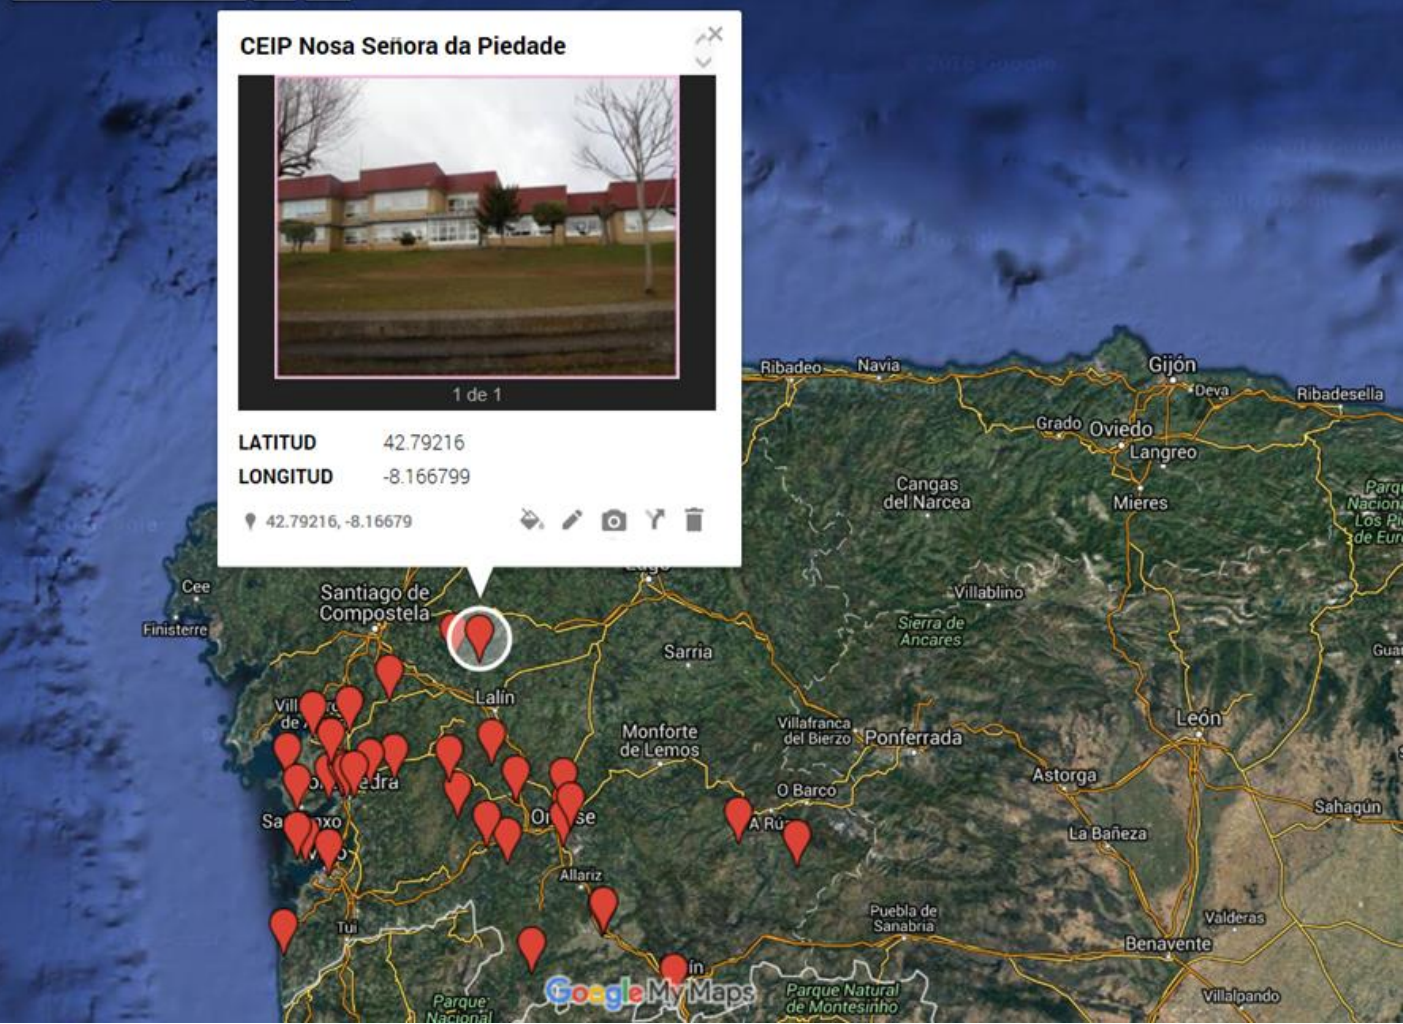 CEIP Nosa Señora da Piedade
1 de 1
LATITUD 42.79216
LONGITUD -8.166799
42.79216, -8.16679
Ribadeo
Navia
Gijón
Deva
Ribadesella
Grado
Oviedo
Langreo
Cangas
del Narcea
Mieres
Cee
Finisterre
Santiago de
Compostela
Villablino
Sierra de
Ancares
Sarria
Lalín
Monforte
de Lemos
Villafranca
del Bierzo
Ponferrada
León
Astorga
O Barco
Sahagún
La Bañeza
Allariz
Tui
Puebla de
Sanabria
Valderas
Benavente
Google My Maps
Parque Natural
de Montesinho
Parque
Nacional
Villalpando